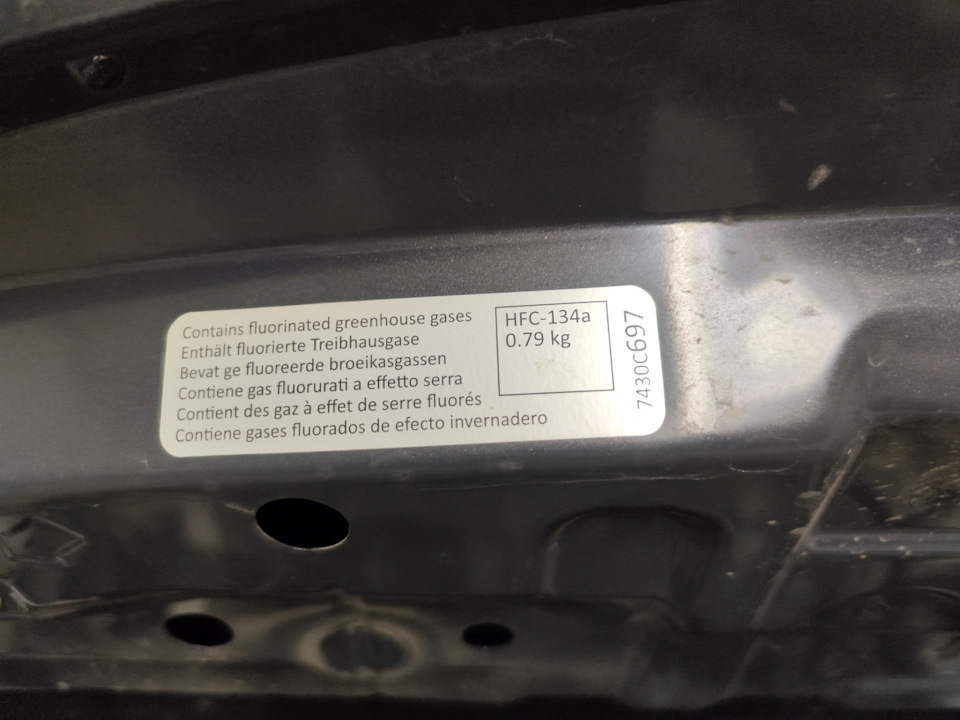 Contains fluorinated greenhouse gases
Enthält fluorierte Treibhausgase
Bevat ge fluoreerde broeikasgassen
Contiene gas fluorurati a effetto serra
Contient des gaz à effet de serre fluorés
Contiene gases fluorados de efecto invernadero
HFC-134a
0.79 kg
7430C697